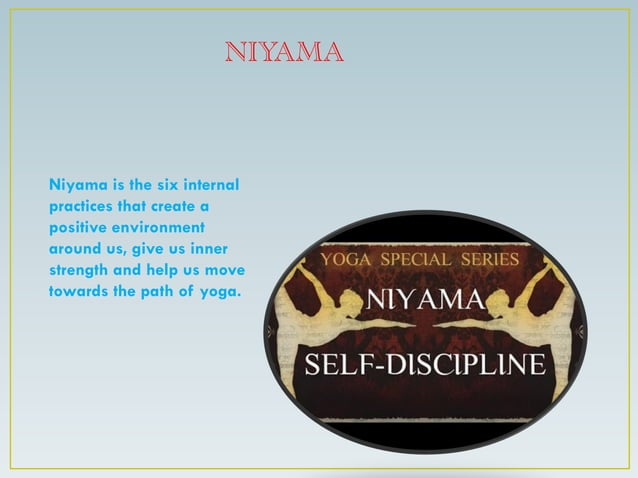 NIYAMA
Niyama is the six internal
practices that create a
positive environment
around us, give us inner
strength and help us move
towards the path of yoga.
YOGA SPECIAL SERIES
NIYAMA
SELF-DISCIPLINE